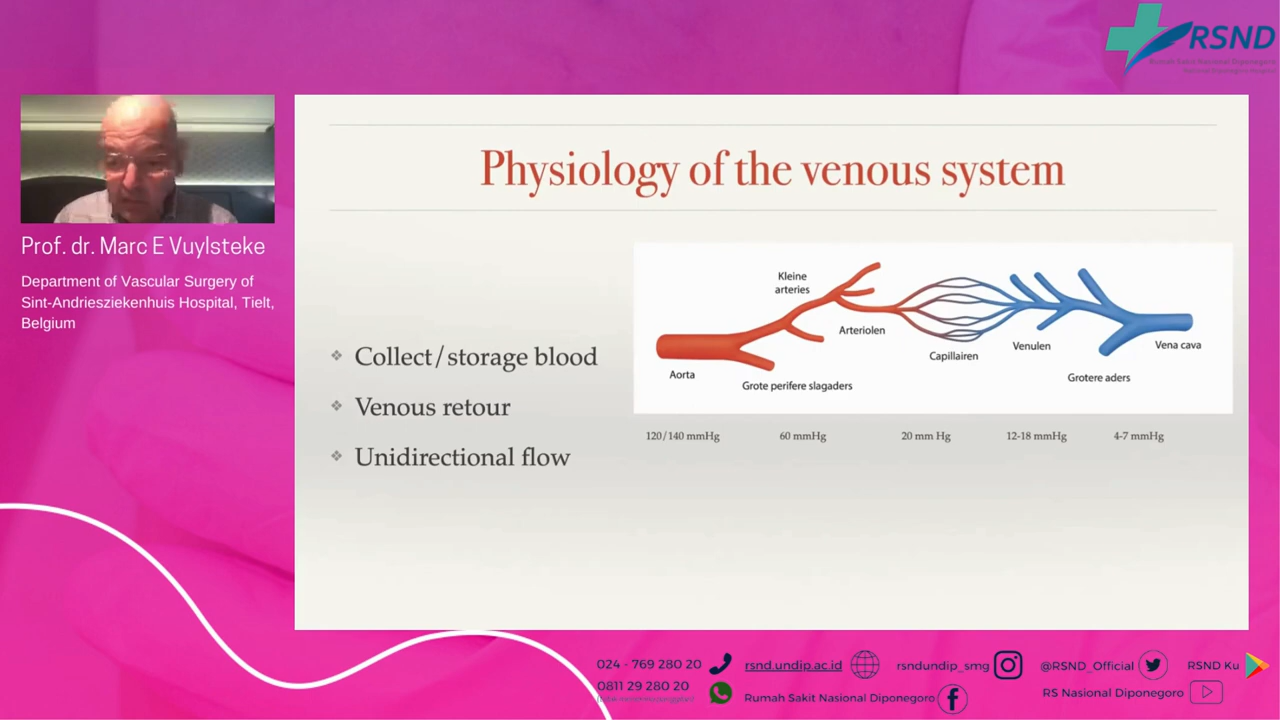 RSND
Rumah Sakit Nasional Diponegoro
Prof. dr. Marc E Vuylsteke
Department of Vascular Surgery of
Sint-Andriesziekenhuis Hospital, Tielt,
Belgium
Physiology of the venous system
Collect/storage blood
Venous retour
Unidirectional flow
Kleine
arteries
Arteriolen
Capillairen
Venulen
Vena cava
Aorta
Grote perifere slagaders
Grotere aders
120/140 mmHg
60 mmHg
20 mm Hg
12-18 mmHg
4-7 mmHg
024 - 769 280 20
rsnd.undip.ac.id
rsndundip_smg
@RSND_Official
RSND Ku
0811 29 280 20
Rumah Sakit Nasional Diponegoro
RS Nasional Diponegoro